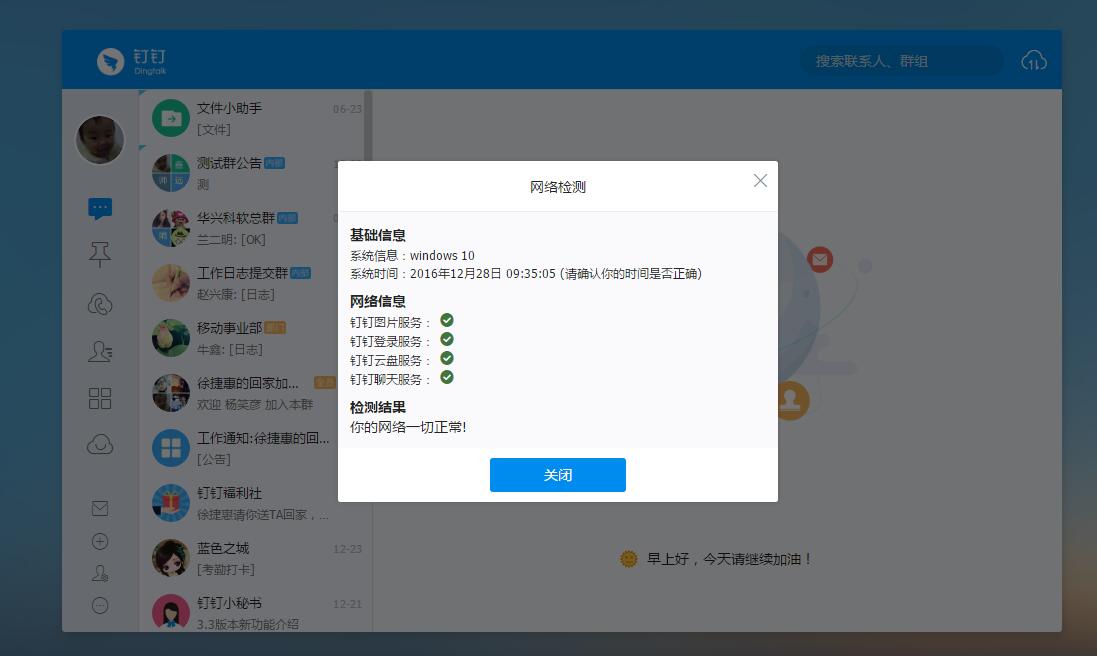 钉钉
Dingtalk
搜索联系人、群组
文件小助手
06-23
[文件]
测试群公告
内部
测
华兴科软总群
内部
兰二明: [OK]
工作日志提交群
内部
赵兴康: [日志]
移动事业部
部门
牛鑫: [日志]
徐捷惠的回家加...
全员
欢迎 杨笑彦 加入本群
工作通知:徐捷惠的回...
[公告]
钉钉福利社
徐捷惠请你送TA回家，...
蓝色之城
12-23
[考勤打卡]
钉钉小秘书
12-21
3.3版本新功能介绍
网络检测
基础信息
系统信息：windows 10
系统时间：2016年12月28日 09:35:05 (请确认你的时间是否正确)
网络信息
钉钉图片服务：
钉钉登录服务：
钉钉云盘服务：
钉钉聊天服务：
检测结果
你的网络一切正常!
关闭
早上好，今天请继续加油！